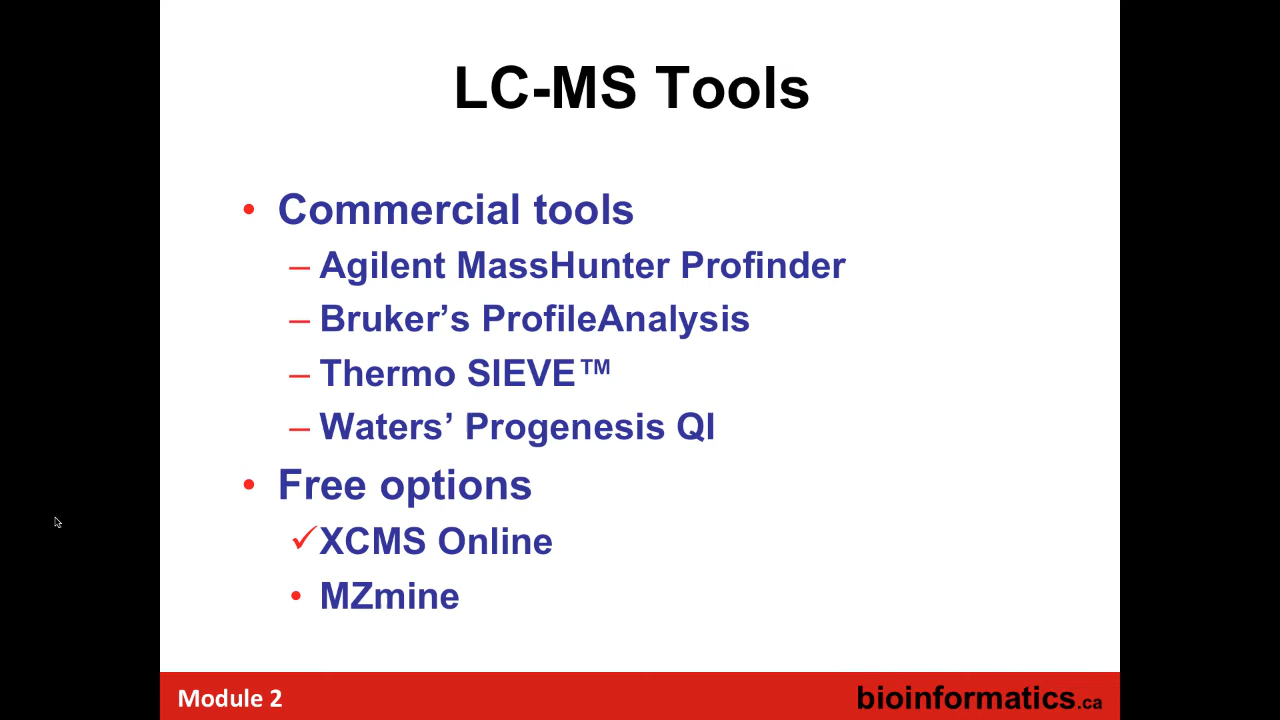 LC-MS Tools
• Commercial tools
– Agilent MassHunter Profinder
– Bruker’s ProfileAnalysis
– Thermo SIEVE™
– Waters’ Progenesis QI
• Free options
✓XCMS Online
• MZmine
Module 2
bioinformatics.ca